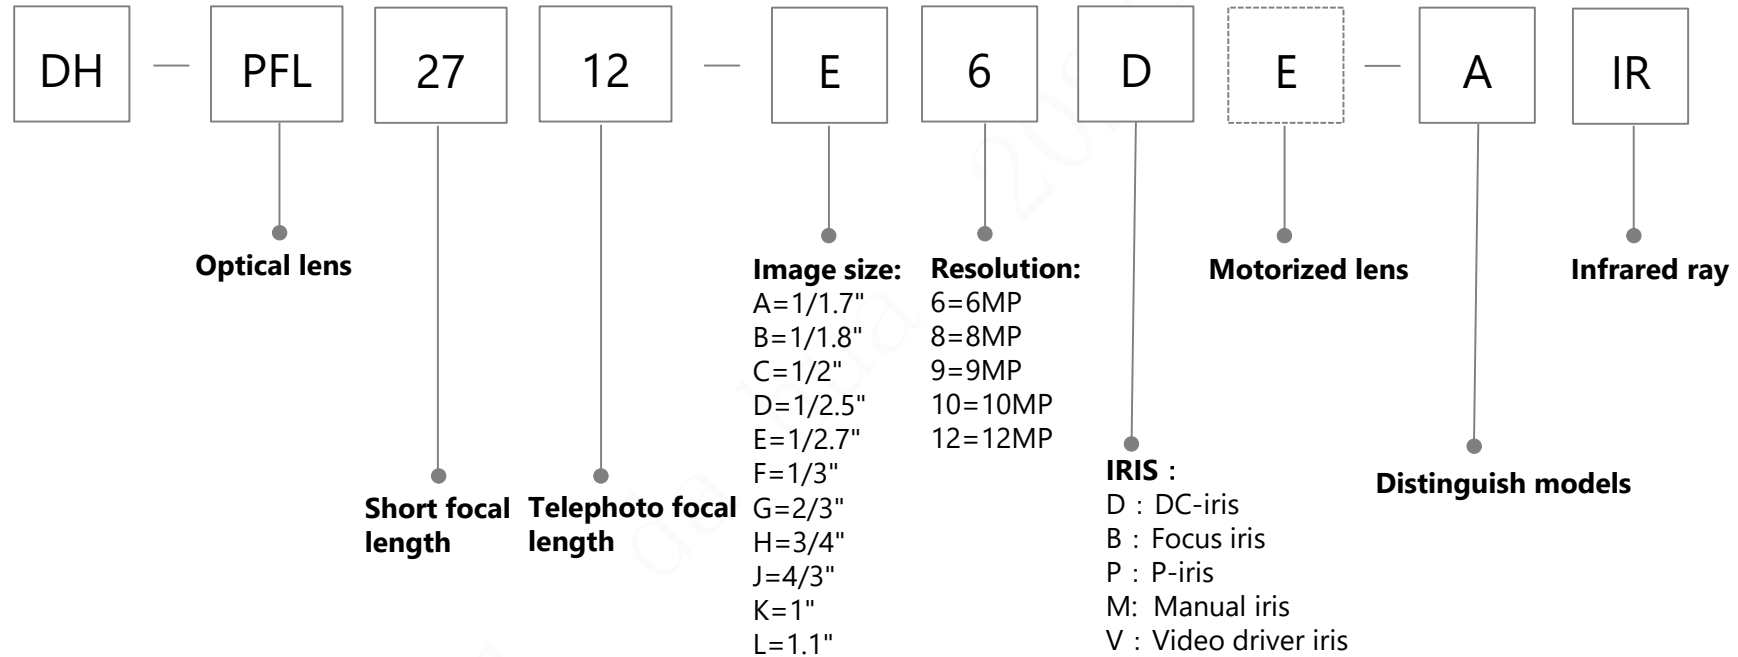 DH — PFL 27 12 — E 6 D E — A IR
Optical lens
Short focal
length
Telephoto focal
length
Image size:
A=1/1.7"
B=1/1.8"
C=1/2"
D=1/2.5"
E=1/2.7"
F=1/3"
G=2/3"
H=3/4"
J=4/3"
K=1"
L=1.1"
Resolution:
6=6MP
8=8MP
9=9MP
10=10MP
12=12MP
IRIS：
D：DC-iris
B：Focus iris
P：P-iris
M: Manual iris
V：Video driver iris
Motorized lens
Distinguish models
Infrared ray